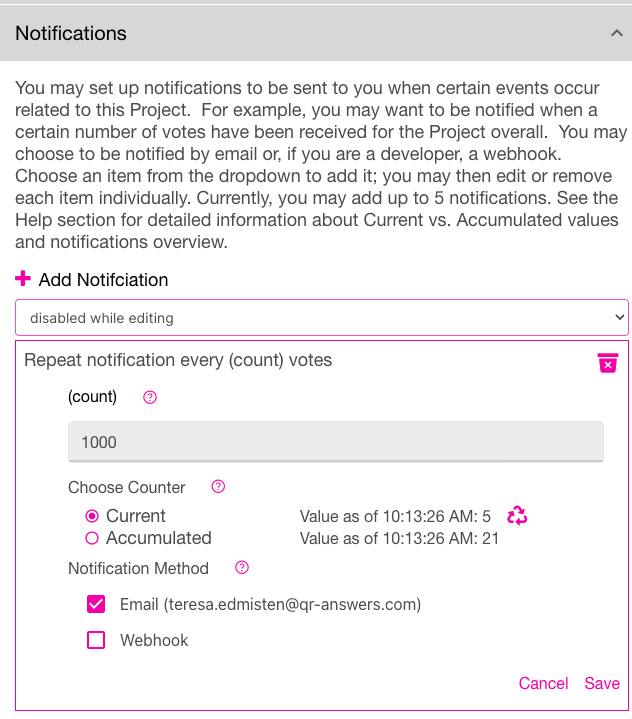 Notifications
You may set up notifications to be sent to you when certain events occur
related to this Project.  For example, you may want to be notified when a
certain number of votes have been received for the Project overall.  You may
choose to be notified by email or, if you are a developer, a webhook.
Choose an item from the dropdown to add it; you may then edit or remove
each item individually. Currently, you may add up to 5 notifications. See the
Help section for detailed information about Current vs. Accumulated values
and notifications overview.
Add Notifciation
disabled while editing
Repeat notification every (count) votes
(count) ?
1000
Choose Counter ?
Current Value as of 10:13:26 AM: 5
Accumulated Value as of 10:13:26 AM: 21
Notification Method ?
Email (teresa.edmisten@qr-answers.com)
Webhook
Cancel Save